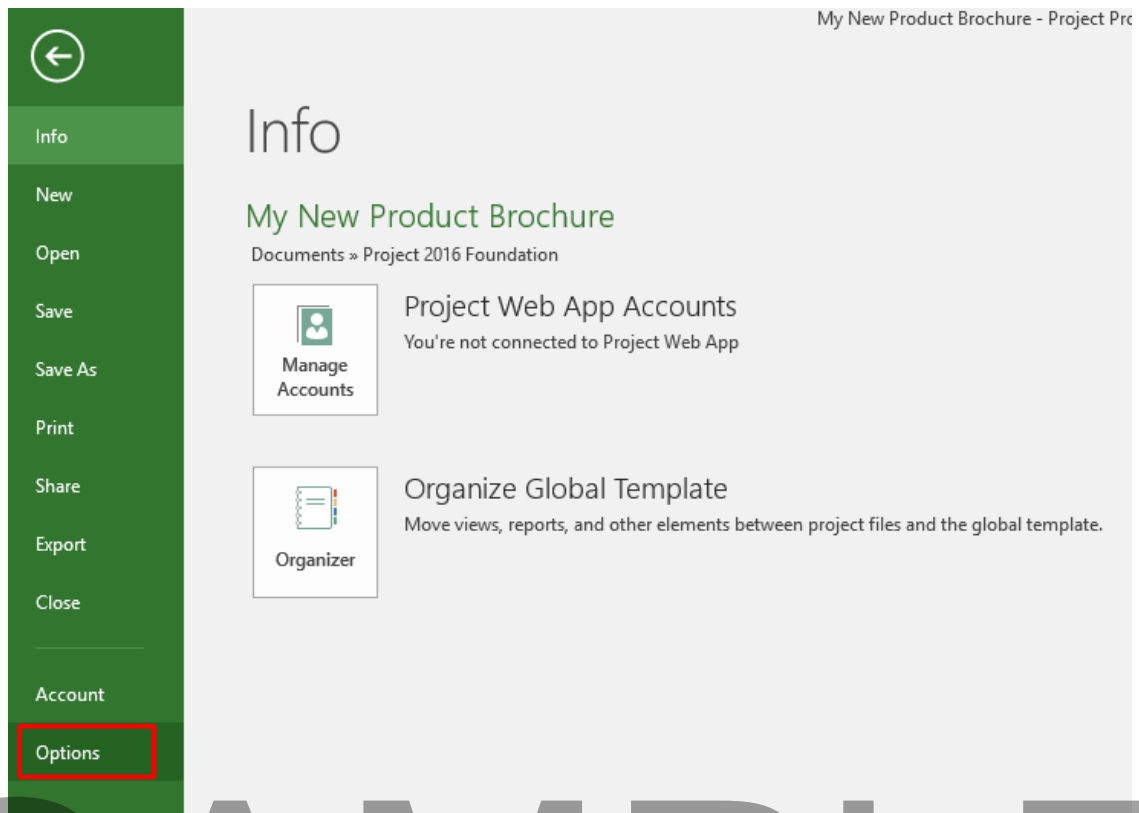 My New Product Brochure - Project Pro
Info
New
Open
Save
Save As
Print
Share
Export
Close
Account
Options
Info
My New Product Brochure
Documents » Project 2016 Foundation
Manage
Accounts
Project Web App Accounts
You're not connected to Project Web App
Organizer
Organize Global Template
Move views, reports, and other elements between project files and the global template.